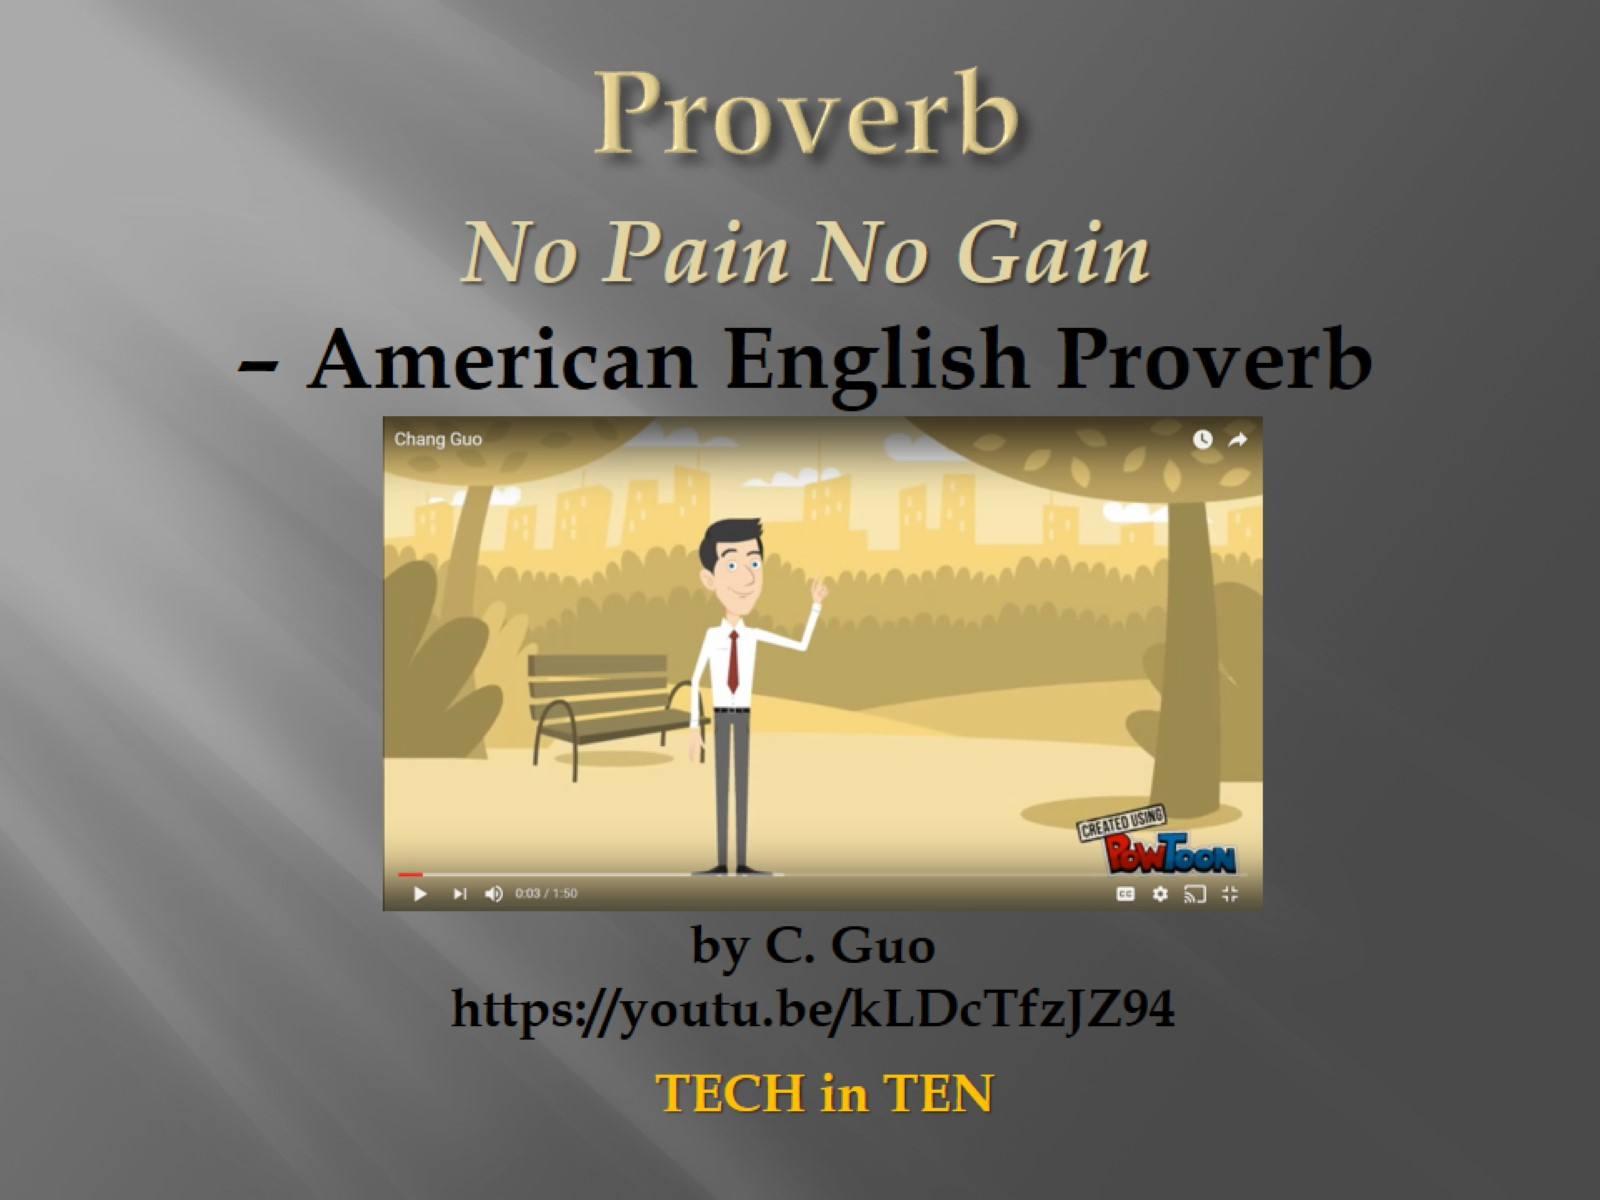 Proverb
No Pain No Gain
– American English Proverb
Chang Guo
CREATED USING
POWTOON
CC
0:03 / 1:50
by C. Guo
https://youtu.be/kLDcTfzJZ94
TECH in TEN